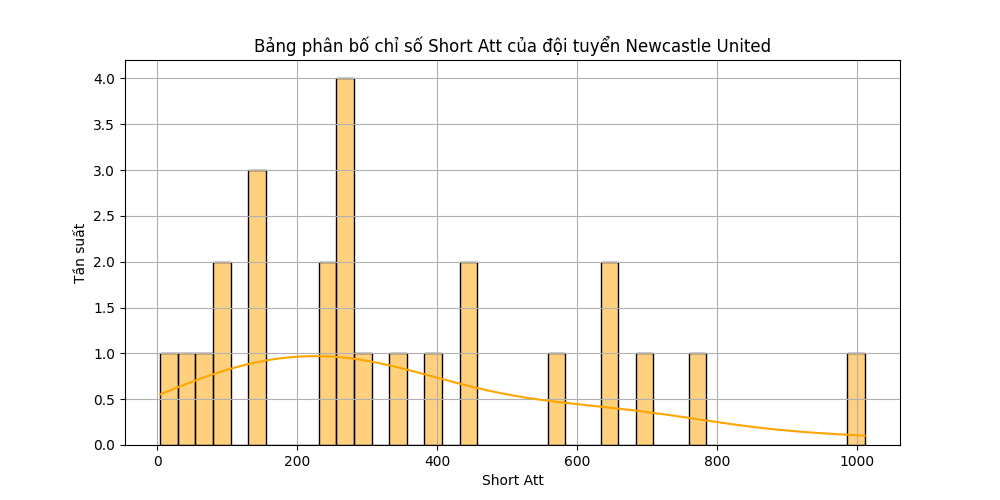 Bảng phân bố chỉ số Short Att của đội tuyển Newcastle United
4.0
3.5
3.0
2.5
2.0
1.5
1.0
0.5
0.0
Tần suất
0 200 400 600 800 1000
Short Att